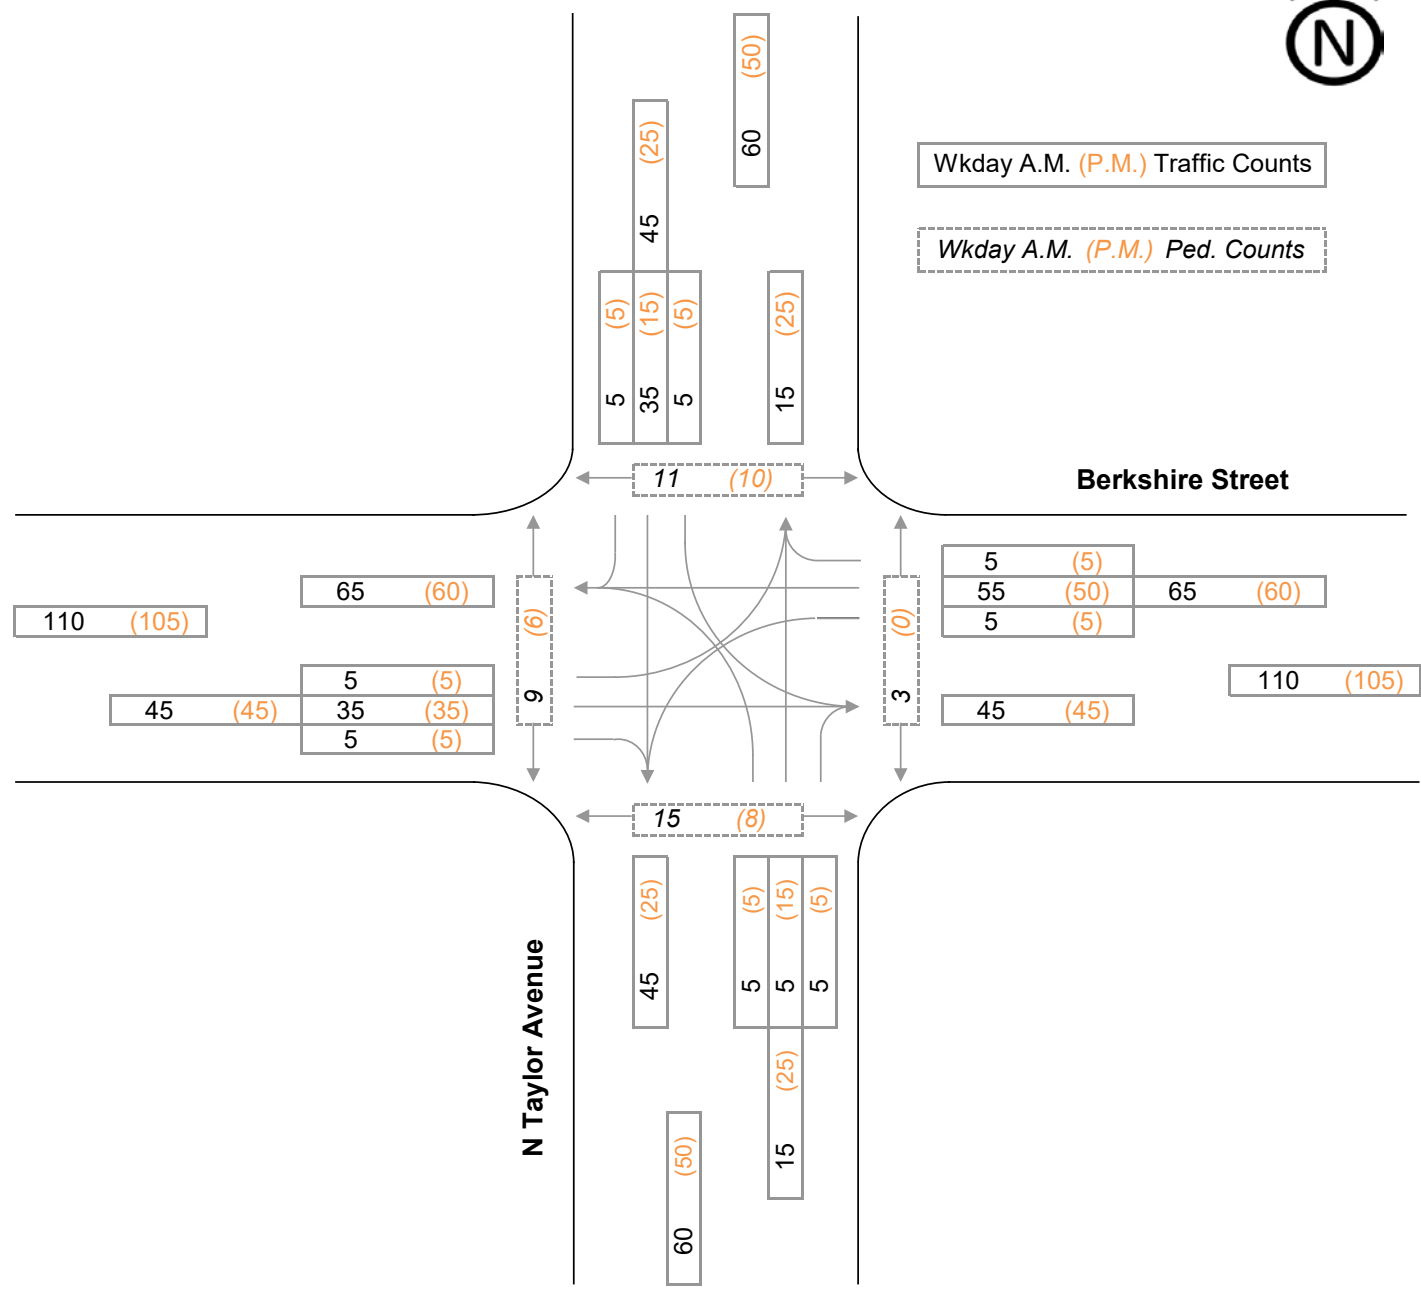 N
(50)
60
(25)
45
Wkday A.M. (P.M.) Traffic Counts
Wkday A.M. (P.M.) Ped. Counts
(5) (15) (5) (25)
5 35 5 15
11 (10)
Berkshire Street
5 (5)
65 (60) 55 (50) 65 (60)
110 (105) 5 (5)
(6) (0)
9 3
5 (5) 110 (105)
45 (45) 35 (35) 45 (45)
5 (5)
15 (8)
(25) (5) (15) (5)
45 5 5 5
N Taylor Avenue
(25)
15
(50)
60